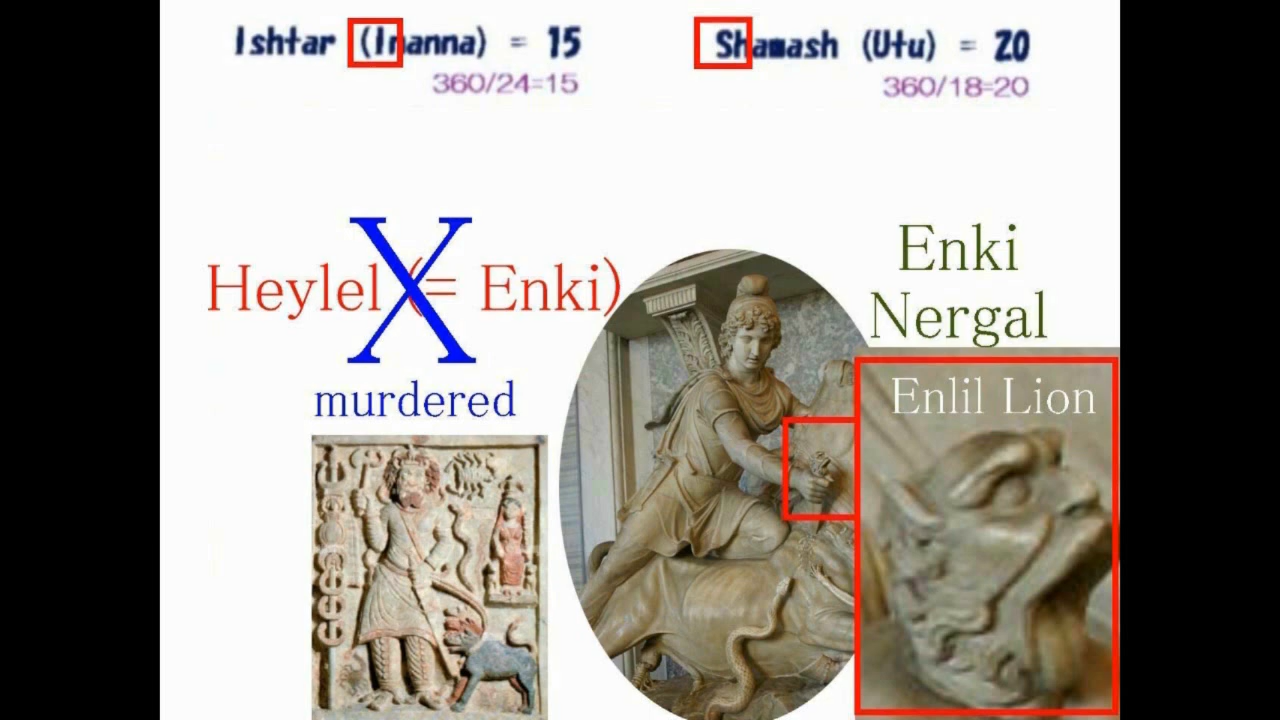 Ishtar (Inanna) = 15
360/24=15
Shamash (Utu) = 20
360/18=20
Heylel (= Enki)
X
murdered
Enki
Nergal
Enlil Lion